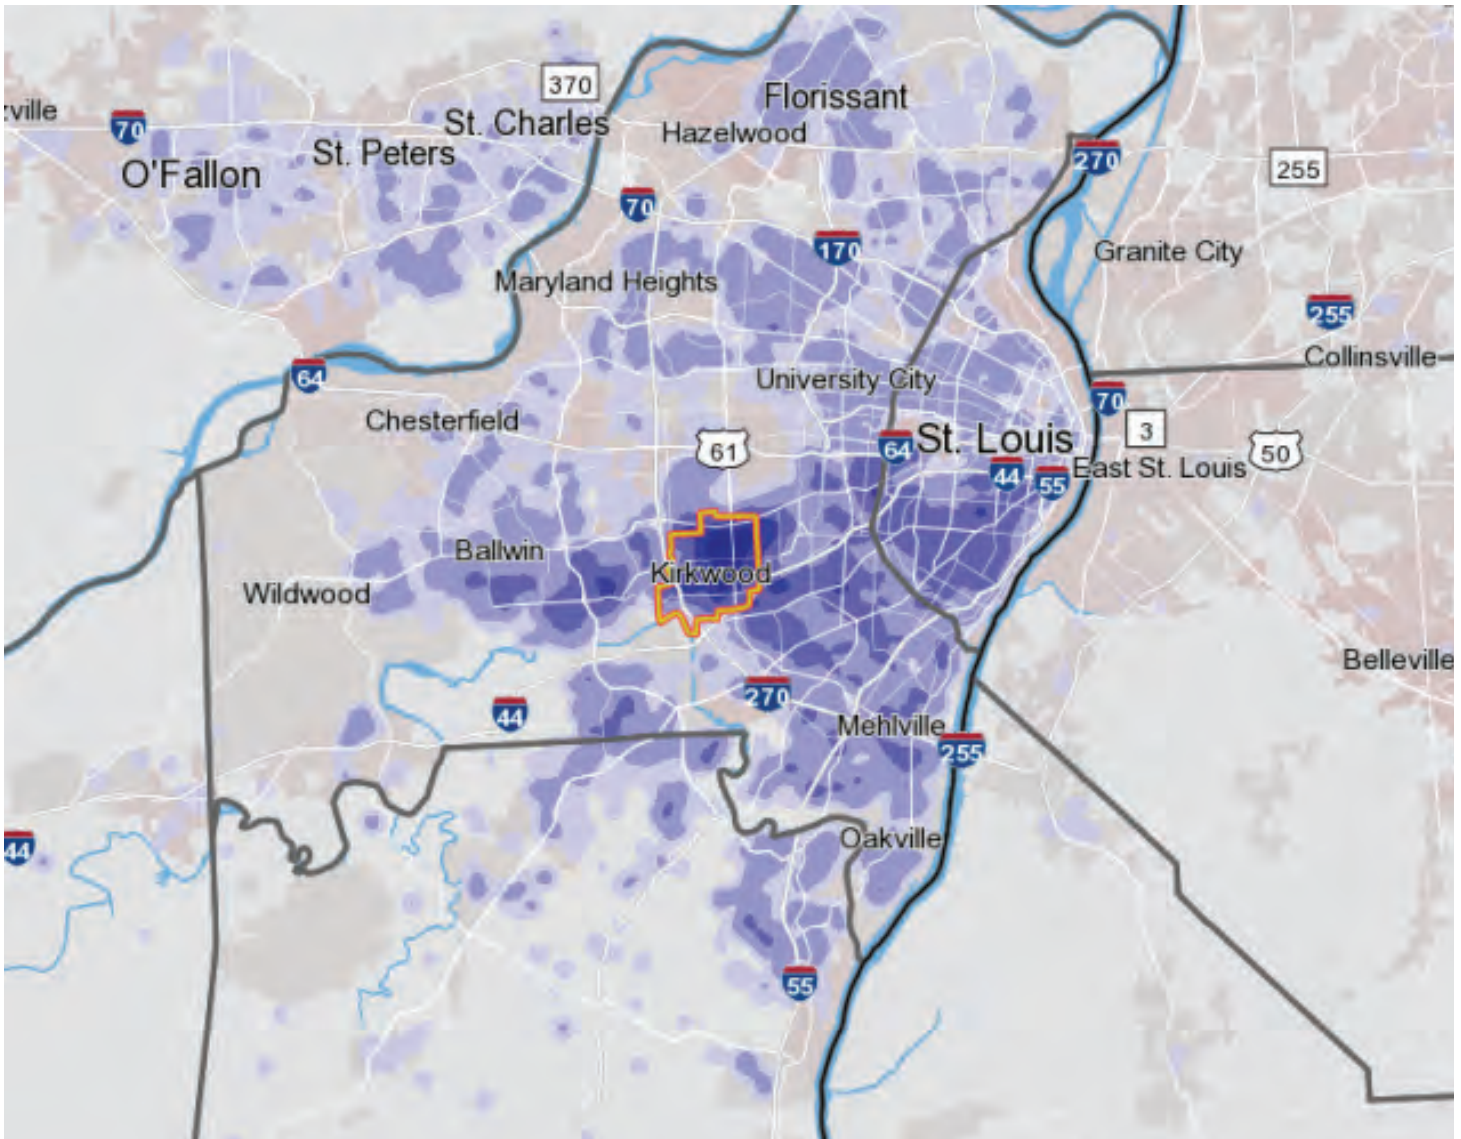 370
Florissant
zville
70
St. Charles
Hazelwood
St. Peters
270
255
O'Fallon
70
170
Granite City
Maryland Heights
255
Collinsville
64
University City
70
Chesterfield
61
64
St. Louis
3
50
44
55
East St. Louis
Ballwin
Kirkwood
Wildwood
Belleville
270
44
Mehlville
255
Oakville
44
55